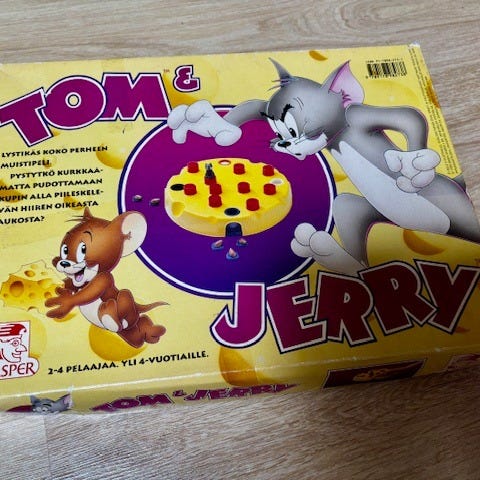 TOM &
LYSTIKÄS KOKO PERHEEN
MUISTIPELI.
PYSTYTKÖ KURKKAA-
MATTA PUDOTTAMAAN
KUPIN ALLA PIILESKELE-
VÄN HIIREN OIKEASTA
AUKOSTA?
JERRY
2-4 PELAAJAA. YLI 4-VUOTIAILLE.
TOM & JERRY